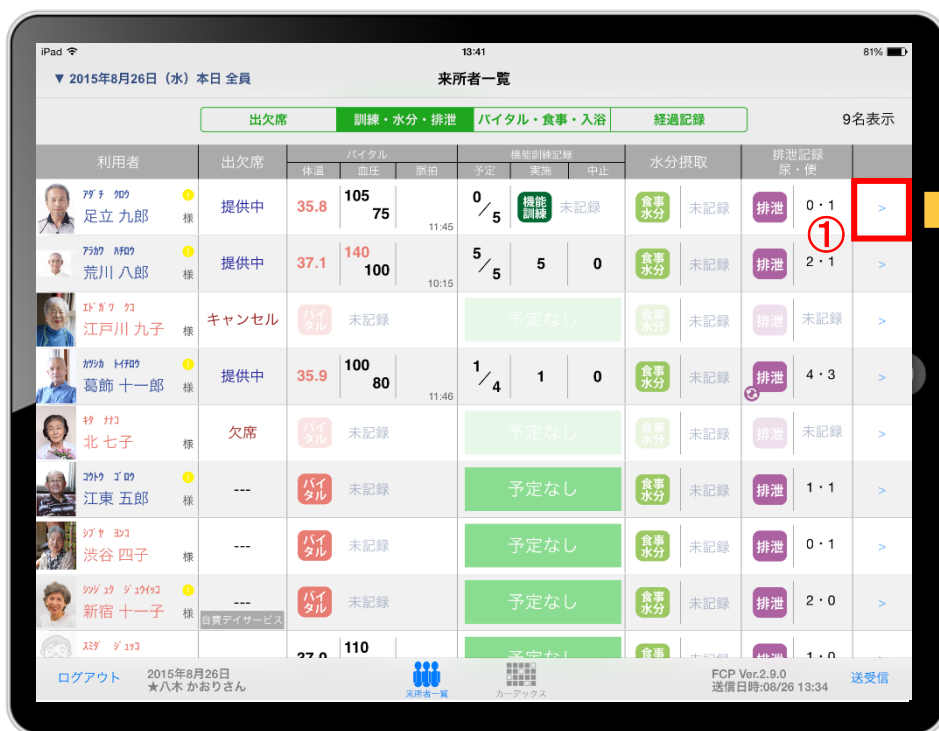 iPad 13:41 81%
▼ 2015年8月26日（水）本日 全員 来所者一覧
出欠席 訓練・水分・排泄 バイタル・食事・入浴 経過記録 9名表示
利用者 出欠席 バイタル 機能訓練記録 水分摂取 排泄記録
体温 血圧 脈拍 予定 実施 中止 尿・便
ｱﾀﾞﾁ ｸﾛｳ
足立 九郎 様 提供中 35.8 105 75 11:45 0/5 機能訓練 未記録 食事水分 未記録 排泄 0・1 >
①
ｱﾗｶﾜ ﾊﾁﾛｳ
荒川 八郎 様 提供中 37.1 140 100 10:15 5/5 5 0 食事水分 未記録 排泄 2・1 >
ｴﾄﾞｶﾞﾜ ｸｺ
江戸川 九子 様 キャンセル バイタル 未記録 予定なし 食事水分 未記録 排泄 未記録 >
ｶﾂｼｶ ﾄｲﾁﾛｳ
葛飾 十一郎 様 提供中 35.9 100 80 11:46 1/4 1 0 食事水分 未記録 排泄 4・3 >
ｷﾀ ﾅﾅｺ
北 七子 様 欠席 バイタル 未記録 予定なし 食事水分 未記録 排泄 未記録 >
ｺｳﾄｳ ｺﾞﾛｳ
江東 五郎 様 --- バイタル 未記録 予定なし 食事水分 未記録 排泄 1・1 >
ｼﾌﾞﾔ ﾖﾝｺ
渋谷 四子 様 --- バイタル 未記録 予定なし 食事水分 未記録 排泄 0・1 >
ｼﾝｼﾞｭｸ ｼﾞｭｳｲﾁｺ
新宿 十一子 様 --- バイタル 未記録 予定なし 食事水分 未記録 排泄 2・0 >
自費デイサービス
ｽﾐﾀﾞ ｼﾞｭﾂｺ
37.0 110 予定なし 食事 未記録 排泄 1・0
ログアウト 2015年8月26日 来所者一覧 カーデックス FCP Ver.2.9.0 送受信
★八木 かおりさん 送信日時:08/26 13:34